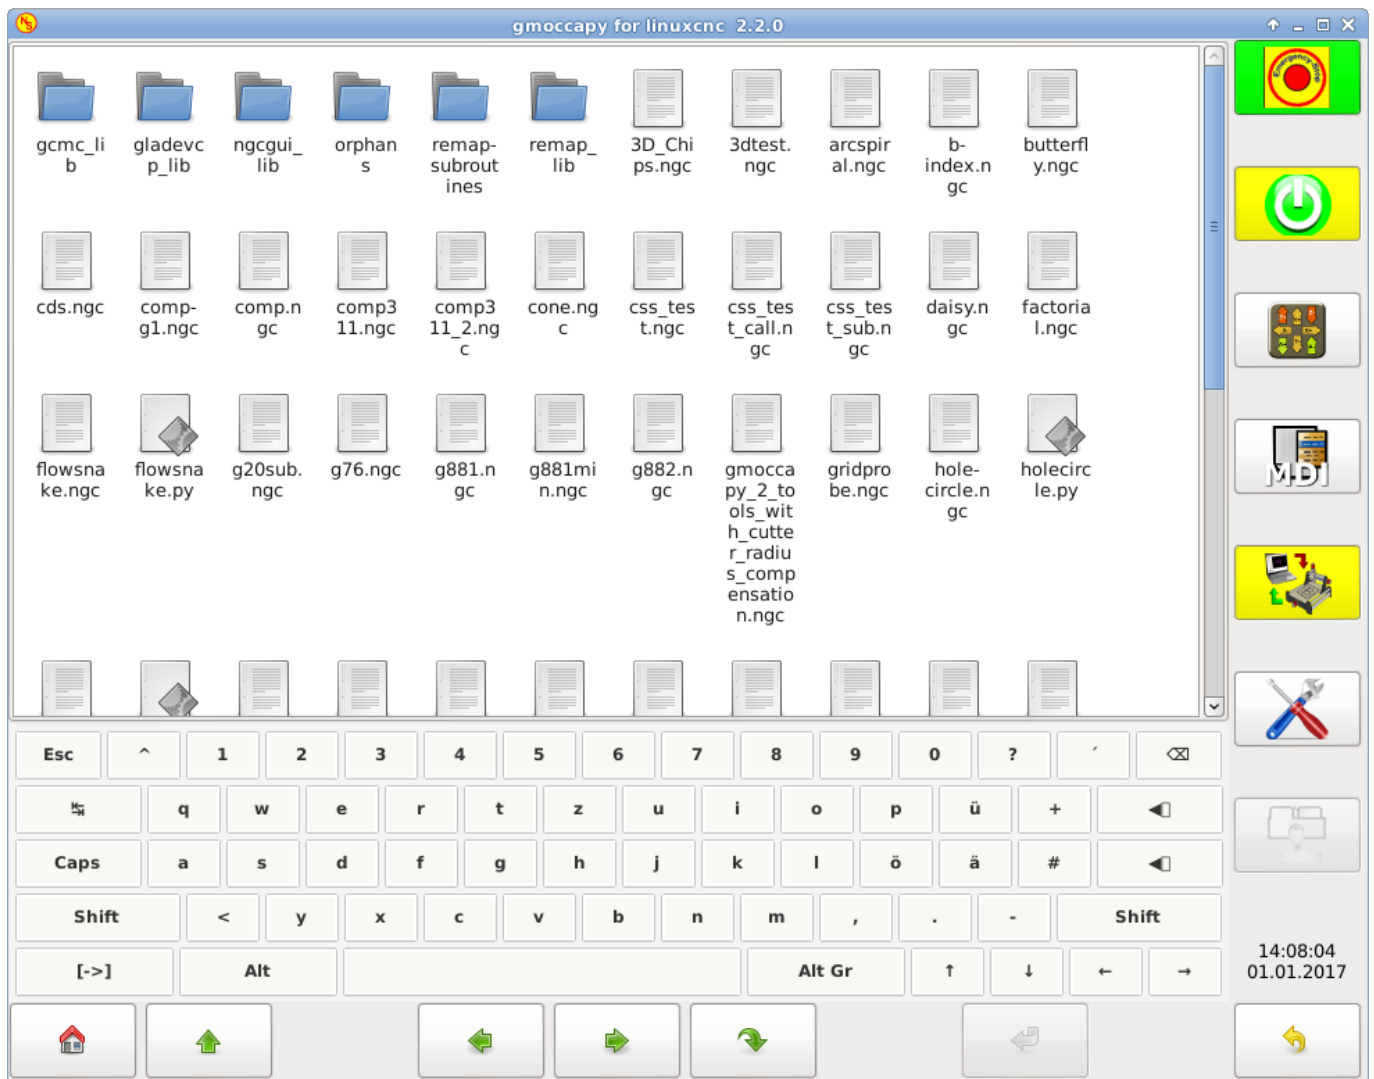 gmoccapy for linuxcnc 2.2.0
Emergency-Stop
gcmc_li
b
gladevc
p_lib
ngcgui_
lib
orphan
s
remap-
subrout
ines
remap_
lib
3D_Chi
ps.ngc
3dtest.
ngc
arcspir
al.ngc
b-
index.n
gc
butterfl
y.ngc
cds.ngc
comp-
g1.ngc
comp.n
gc
comp3
11.ngc
comp3
11_2.ng
c
cone.ng
c
css_tes
t.ngc
css_tes
t_call.n
gc
css_tes
t_sub.n
gc
daisy.n
gc
factoria
l.ngc
flowsna
ke.ngc
flowsna
ke.py
g20sub.
ngc
g76.ngc
g881.n
gc
g881mi
n.ngc
g882.n
gc
gmocca
py_2_to
ols_wit
h_cutte
r_radiu
s_comp
ensatio
n.ngc
gridpro
be.ngc
hole-
circle.n
gc
holecirc
le.py
MDI
Esc ^ 1 2 3 4 5 6 7 8 9 0 ? ´ ⌫
↹ q w e r t z u i o p ü + ◀
Caps a s d f g h j k l ö ä # ◀
Shift < y x c v b n m , . - Shift
[->] Alt Alt Gr ↑ ↓ ← →
14:08:04
01.01.2017